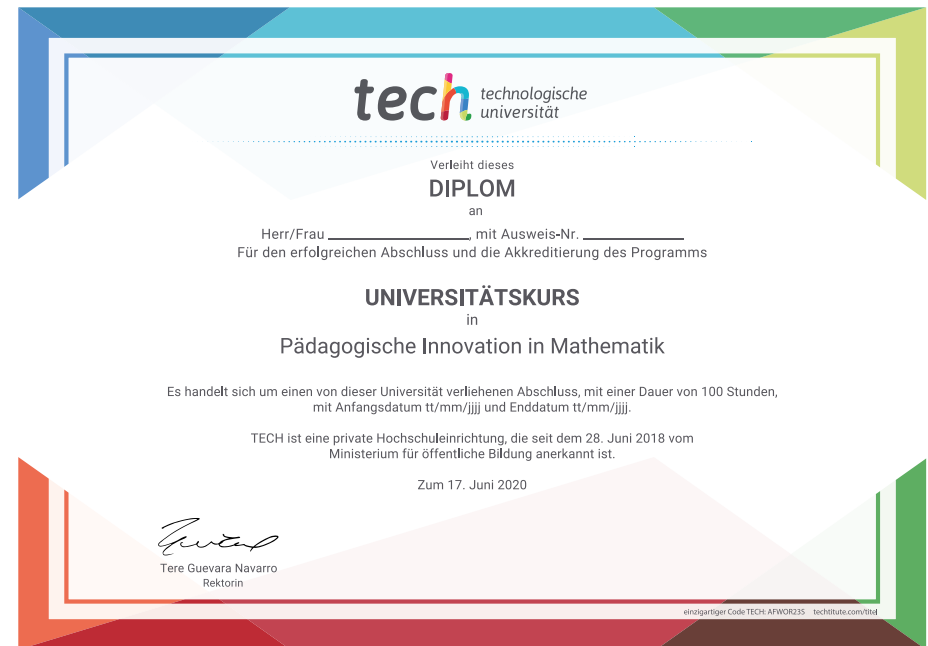 tech technologische
universität
Verleiht dieses
DIPLOM
an
Herr/Frau ___________________, mit Ausweis-Nr. ______________
Für den erfolgreichen Abschluss und die Akkreditierung des Programms
UNIVERSITÄTSKURS
in
Pädagogische Innovation in Mathematik
Es handelt sich um einen von dieser Universität verliehenen Abschluss, mit einer Dauer von 100 Stunden,
mit Anfangsdatum tt/mm/jjjj und Enddatum tt/mm/jjjj.
TECH ist eine private Hochschuleinrichtung, die seit dem 28. Juni 2018 vom
Ministerium für öffentliche Bildung anerkannt ist.
Zum 17. Juni 2020
Tere Guevara Navarro
Rektorin
einzigartiger Code TECH: AFWOR23S techtitute.com/titel